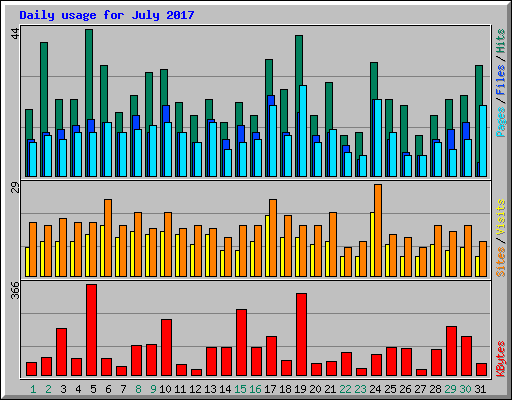 Daily usage for July 2017
44
Pages / Files / Hits
29
Sites / Visits
366
KBytes
1 2 3 4 5 6 7 8 9 10 11 12 13 14 15 16 17 18 19 20 21 22 23 24 25 26 27 28 29 30 31